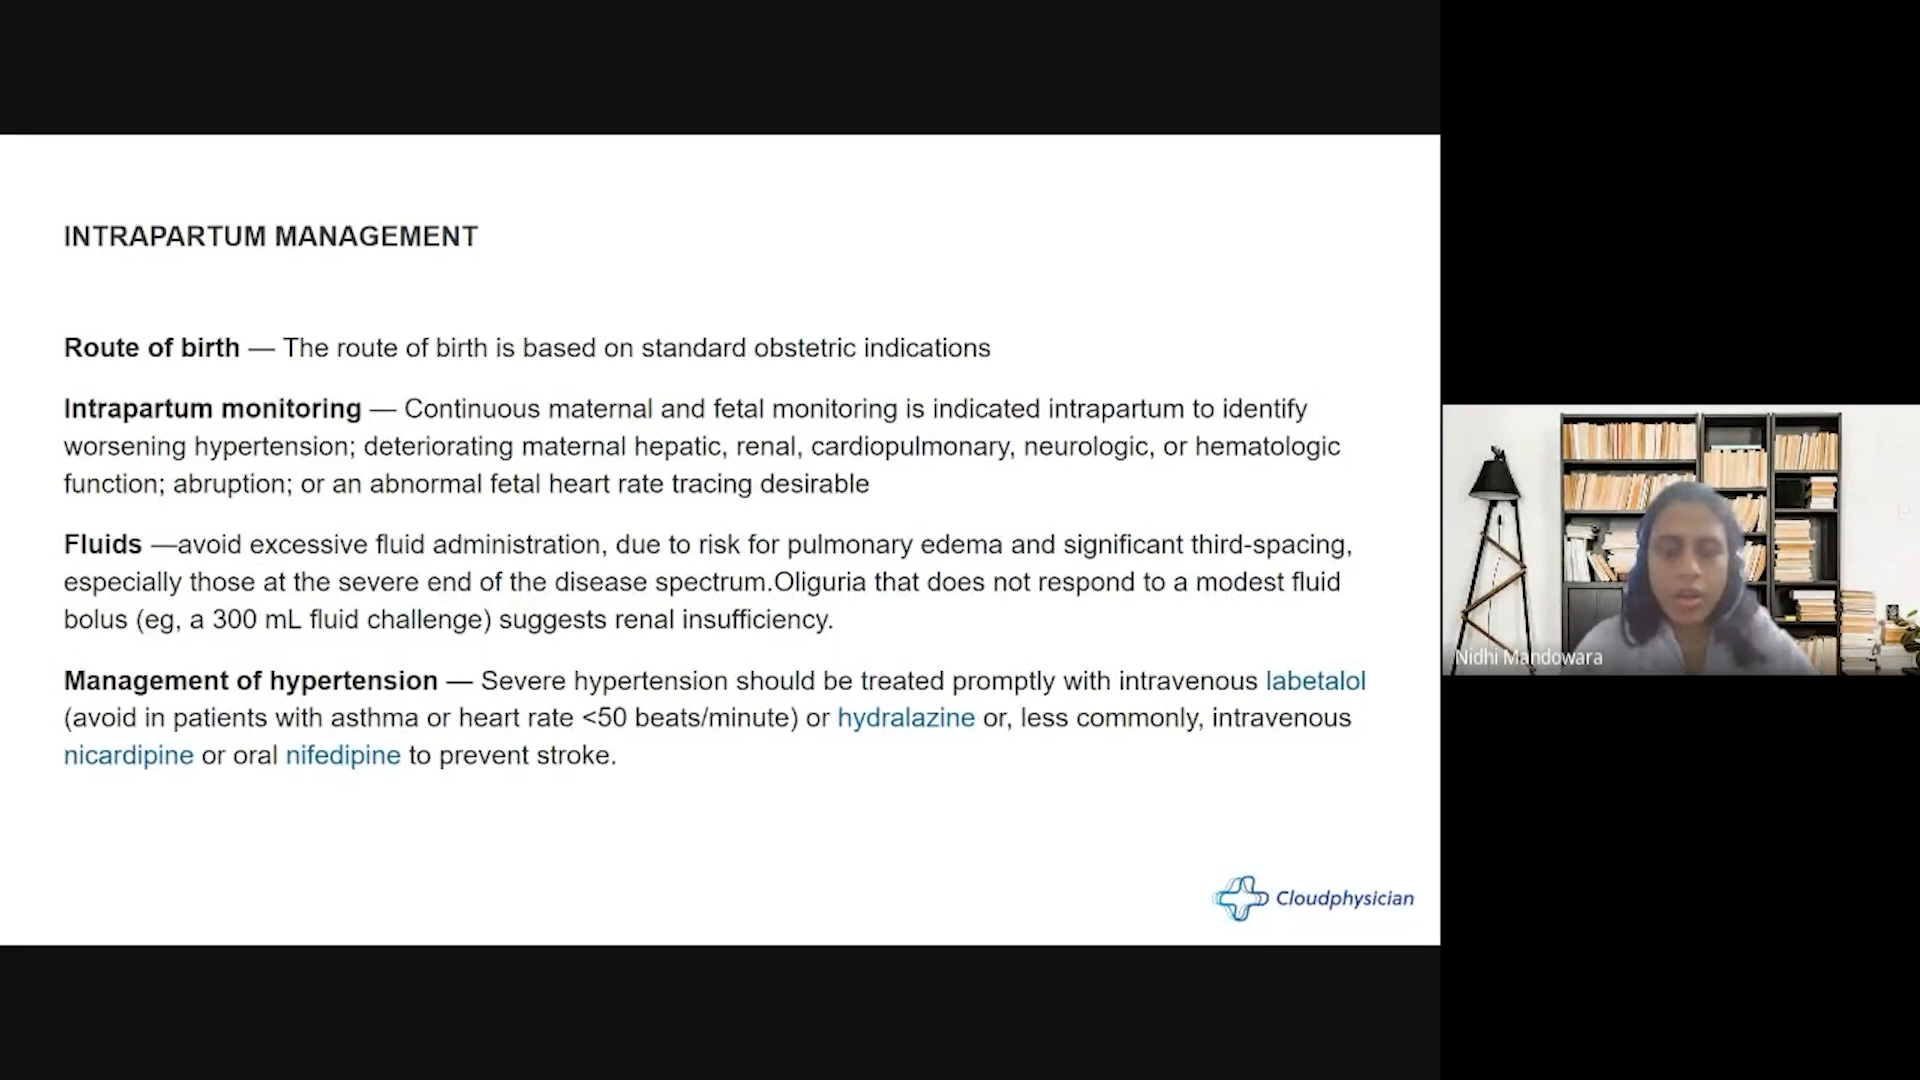 INTRAPARTUM MANAGEMENT
Route of birth — The route of birth is based on standard obstetric indications
Intrapartum monitoring — Continuous maternal and fetal monitoring is indicated intrapartum to identify
worsening hypertension; deteriorating maternal hepatic, renal, cardiopulmonary, neurologic, or hematologic
function; abruption; or an abnormal fetal heart rate tracing desirable
Fluids —avoid excessive fluid administration, due to risk for pulmonary edema and significant third-spacing,
especially those at the severe end of the disease spectrum.Oliguria that does not respond to a modest fluid
bolus (eg, a 300 mL fluid challenge) suggests renal insufficiency.
Management of hypertension — Severe hypertension should be treated promptly with intravenous labetalol
(avoid in patients with asthma or heart rate <50 beats/minute) or hydralazine or, less commonly, intravenous
nicardipine or oral nifedipine to prevent stroke.
Cloudphysician
Nidhi Mandowara